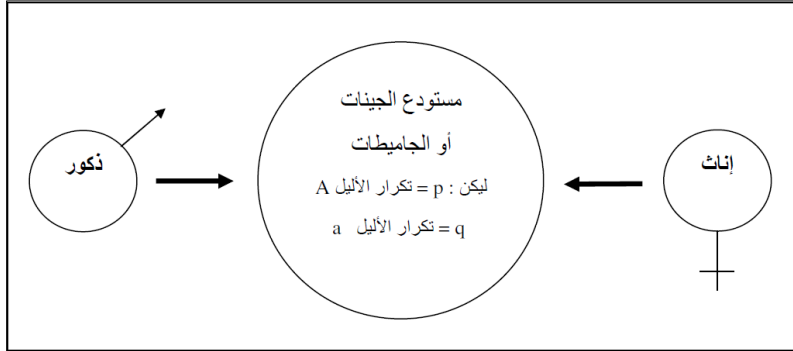 مستودع الجينات
أو الجاميطات
ليكن : p = تكرار الأليل A
q = تكرار الأليل a
إناث
ذكور